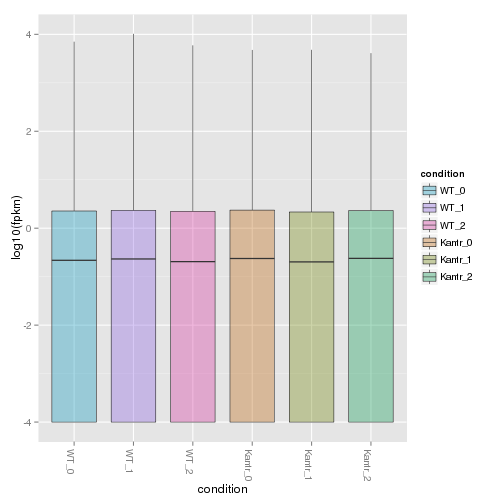 4
2
0
-2
-4
log10(fpkm)
WT_0
WT_1
WT_2
Kantr_0
Kantr_1
Kantr_2
condition
condition
WT_0
WT_1
WT_2
Kantr_0
Kantr_1
Kantr_2